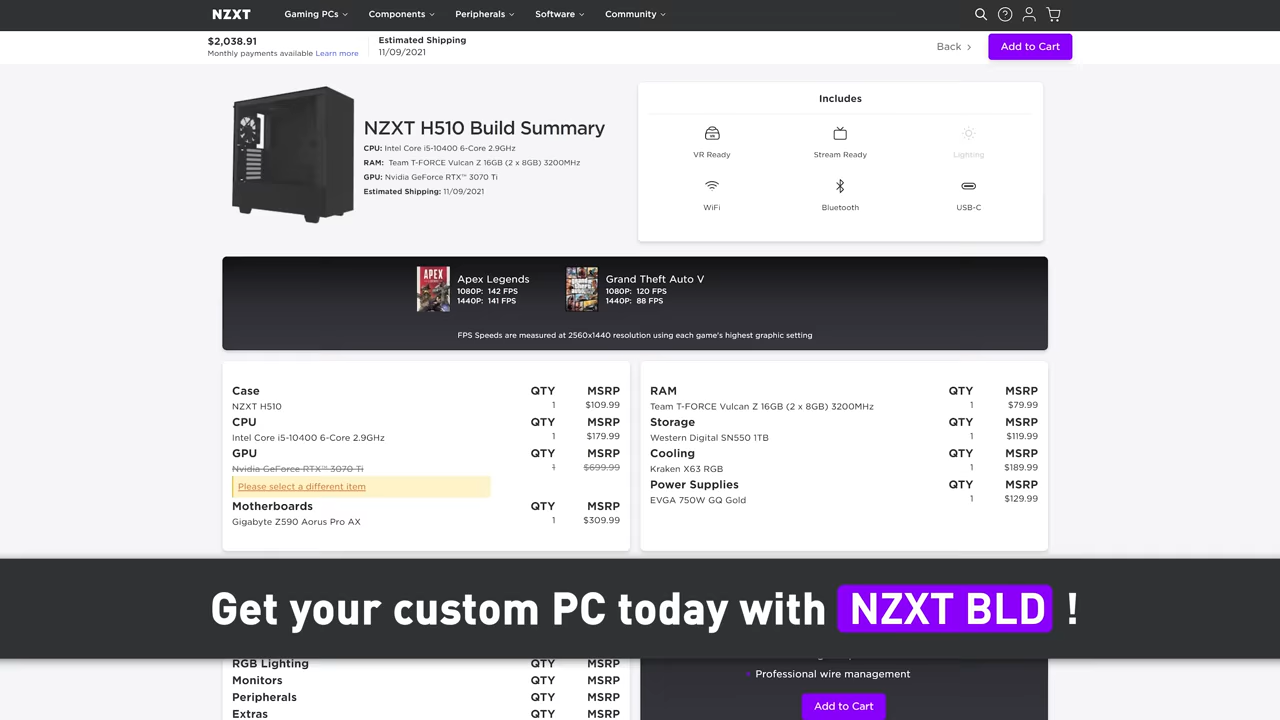 NZXT
Gaming PCs
Components
Peripherals
Software
Community
$2,038.91
Monthly payments available Learn more
Estimated Shipping
11/09/2021
Back
Add to Cart
NZXT H510 Build Summary
CPU: Intel Core i5-10400 6-Core 2.9GHz
RAM: Team T-FORCE Vulcan Z 16GB (2 x 8GB) 3200MHz
GPU: Nvidia GeForce RTX™ 3070 Ti
Estimated Shipping: 11/09/2021
Includes
VR Ready
Stream Ready
Lighting
WiFi
Bluetooth
USB-C
APEX
Apex Legends
1080P: 142 FPS
1440P: 141 FPS
Grand Theft Auto V
1080P: 120 FPS
1440P: 88 FPS
FPS Speeds are measured at 2560x1440 resolution using each game's highest graphic setting
Case QTY MSRP
NZXT H510 1 $109.99
CPU QTY MSRP
Intel Core i5-10400 6-Core 2.9GHz 1 $179.99
GPU QTY MSRP
Nvidia GeForce RTX™ 3070 Ti 1 $699.99
Please select a different item
Motherboards QTY MSRP
Gigabyte Z590 Aorus Pro AX 1 $309.99
RAM QTY MSRP
Team T-FORCE Vulcan Z 16GB (2 x 8GB) 3200MHz 1 $79.99
Storage QTY MSRP
Western Digital SN550 1TB 1 $119.99
Cooling QTY MSRP
Kraken X63 RGB 1 $189.99
Power Supplies QTY MSRP
EVGA 750W GQ Gold 1 $129.99
Get your custom PC today with NZXT BLD !
RGB Lighting QTY MSRP
Monitors QTY MSRP
Peripherals QTY MSRP
Extras QTY MSRP
Professional wire management
Add to Cart